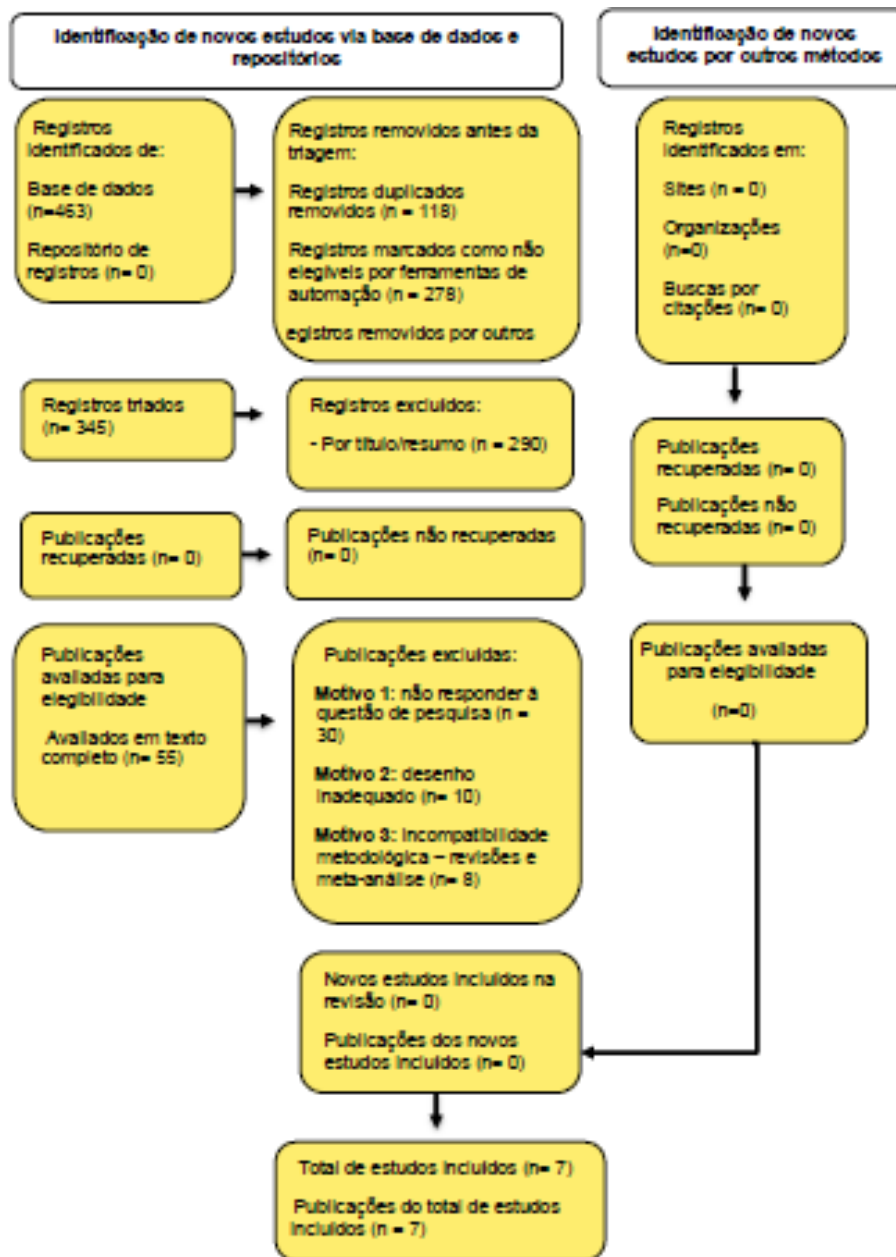 Identificação de novos estudos via base de dados e
repositórios
Identificação de novos
estudos por outros métodos
Registros
identificados de:
Base de dados
(n=463)
Repositório de
registros (n= 0)
Registros removidos antes da
triagem:
Registros duplicados
removidos (n = 118)
Registros marcados como não
elegíveis por ferramentas de
automação (n = 278)
egistros removidos por outros
Registros
identificados em:
Sites (n = 0)
Organizações
(n=0)
Buscas por
citações (n= 0)
Registros triados
(n= 345)
Registros excluídos:
- Por título/resumo (n = 290)
Publicações
recuperadas (n= 0)
Publicações não
recuperadas (n= 0)
Publicações
recuperadas (n= 0)
Publicações não recuperadas
(n= 0)
Publicações
avaliadas para
elegibilidade
Avaliados em texto
completo (n= 55)
Publicações excluídas:
Motivo 1: não responder à
questão de pesquisa (n =
30)
Motivo 2: desenho
inadequado (n= 10)
Motivo 3: incompatibilidade
metodológica – revisões e
meta-análise (n= 8)
Publicações avaliadas
para elegibilidade
(n=0)
Novos estudos incluídos na
revisão (n= 0)
Publicações dos novos
estudos incluídos (n= 0)
Total de estudos incluídos (n= 7)
Publicações do total de estudos
incluídos (n = 7)